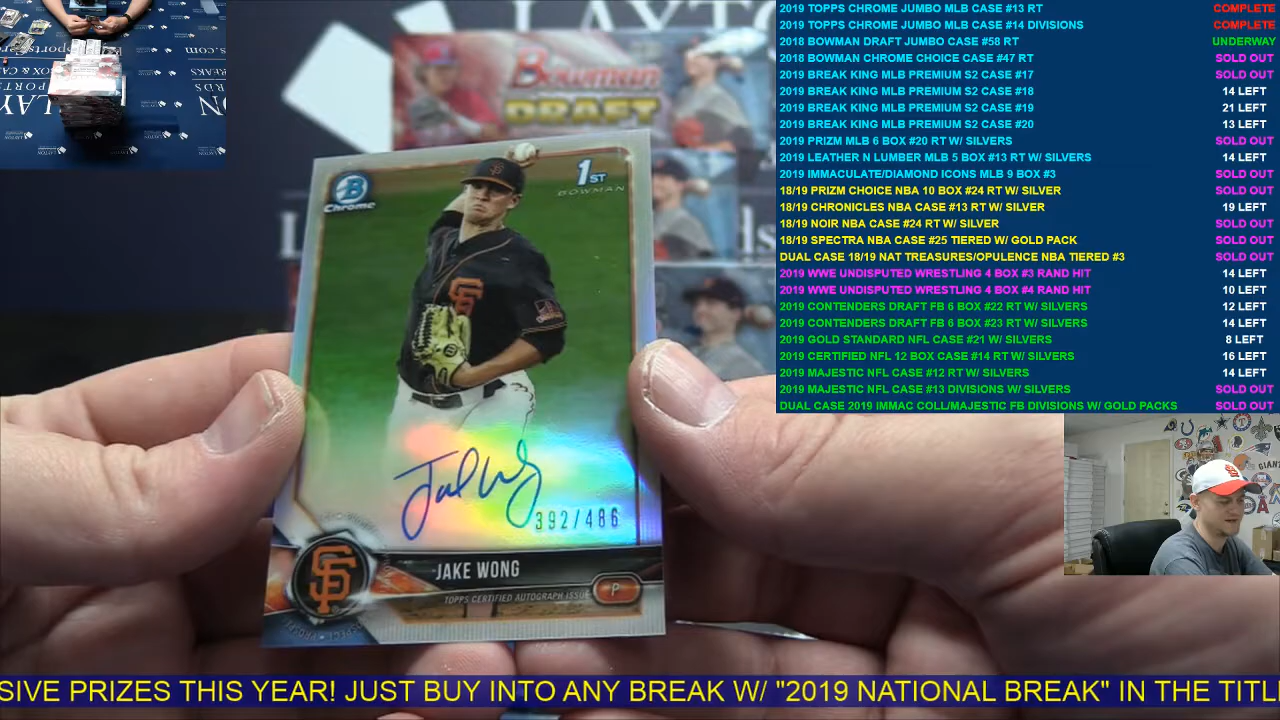 2019 TOPPS CHROME JUMBO MLB CASE #13 RT COMPLETE
2019 TOPPS CHROME JUMBO MLB CASE #14 DIVISIONS COMPLETE
2018 BOWMAN DRAFT JUMBO CASE #58 RT UNDERWAY
2018 BOWMAN CHROME CHOICE CASE #47 RT SOLD OUT
2019 BREAK KING MLB PREMIUM S2 CASE #17 SOLD OUT
2019 BREAK KING MLB PREMIUM S2 CASE #18 14 LEFT
2019 BREAK KING MLB PREMIUM S2 CASE #19 21 LEFT
2019 BREAK KING MLB PREMIUM S2 CASE #20 13 LEFT
2019 PRIZM MLB 6 BOX #20 RT W/ SILVERS SOLD OUT
2019 LEATHER N LUMBER MLB 5 BOX #13 RT W/ SILVERS 14 LEFT
2019 IMMACULATE/DIAMOND ICONS MLB 9 BOX #3 SOLD OUT
18/19 PRIZM CHOICE NBA 10 BOX #24 RT W/ SILVER SOLD OUT
18/19 CHRONICLES NBA CASE #13 RT W/ SILVER 19 LEFT
18/19 NOIR NBA CASE #24 RT W/ SILVER SOLD OUT
18/19 SPECTRA NBA CASE #25 TIERED W/ GOLD PACK SOLD OUT
DUAL CASE 18/19 NAT TREASURES/OPULENCE NBA TIERED #3 SOLD OUT
2019 WWE UNDISPUTED WRESTLING 4 BOX #3 RAND HIT 14 LEFT
2019 WWE UNDISPUTED WRESTLING 4 BOX #4 RAND HIT 10 LEFT
2019 CONTENDERS DRAFT FB 6 BOX #22 RT W/ SILVERS 12 LEFT
2019 CONTENDERS DRAFT FB 6 BOX #23 RT W/ SILVERS 14 LEFT
2019 GOLD STANDARD NFL CASE #21 W/ SILVERS 8 LEFT
2019 CERTIFIED NFL 12 BOX CASE #14 RT W/ SILVERS 16 LEFT
2019 MAJESTIC NFL CASE #12 RT W/ SILVERS 14 LEFT
2019 MAJESTIC NFL CASE #13 DIVISIONS W/ SILVERS SOLD OUT
DUAL CASE 2019 IMMAC COLL/MAJESTIC FB DIVISIONS W/ GOLD PACKS SOLD OUT
LAYTON
Bowman
DRAFT
B
Chrome
1ST
BOWMAN
SF
392/486
JAKE WONG
TOPPS CERTIFIED AUTOGRAPH ISSUE
P
SF
GIANTS
SIVE PRIZES THIS YEAR! JUST BUY INTO ANY BREAK W/ "2019 NATIONAL BREAK" IN THE TITL